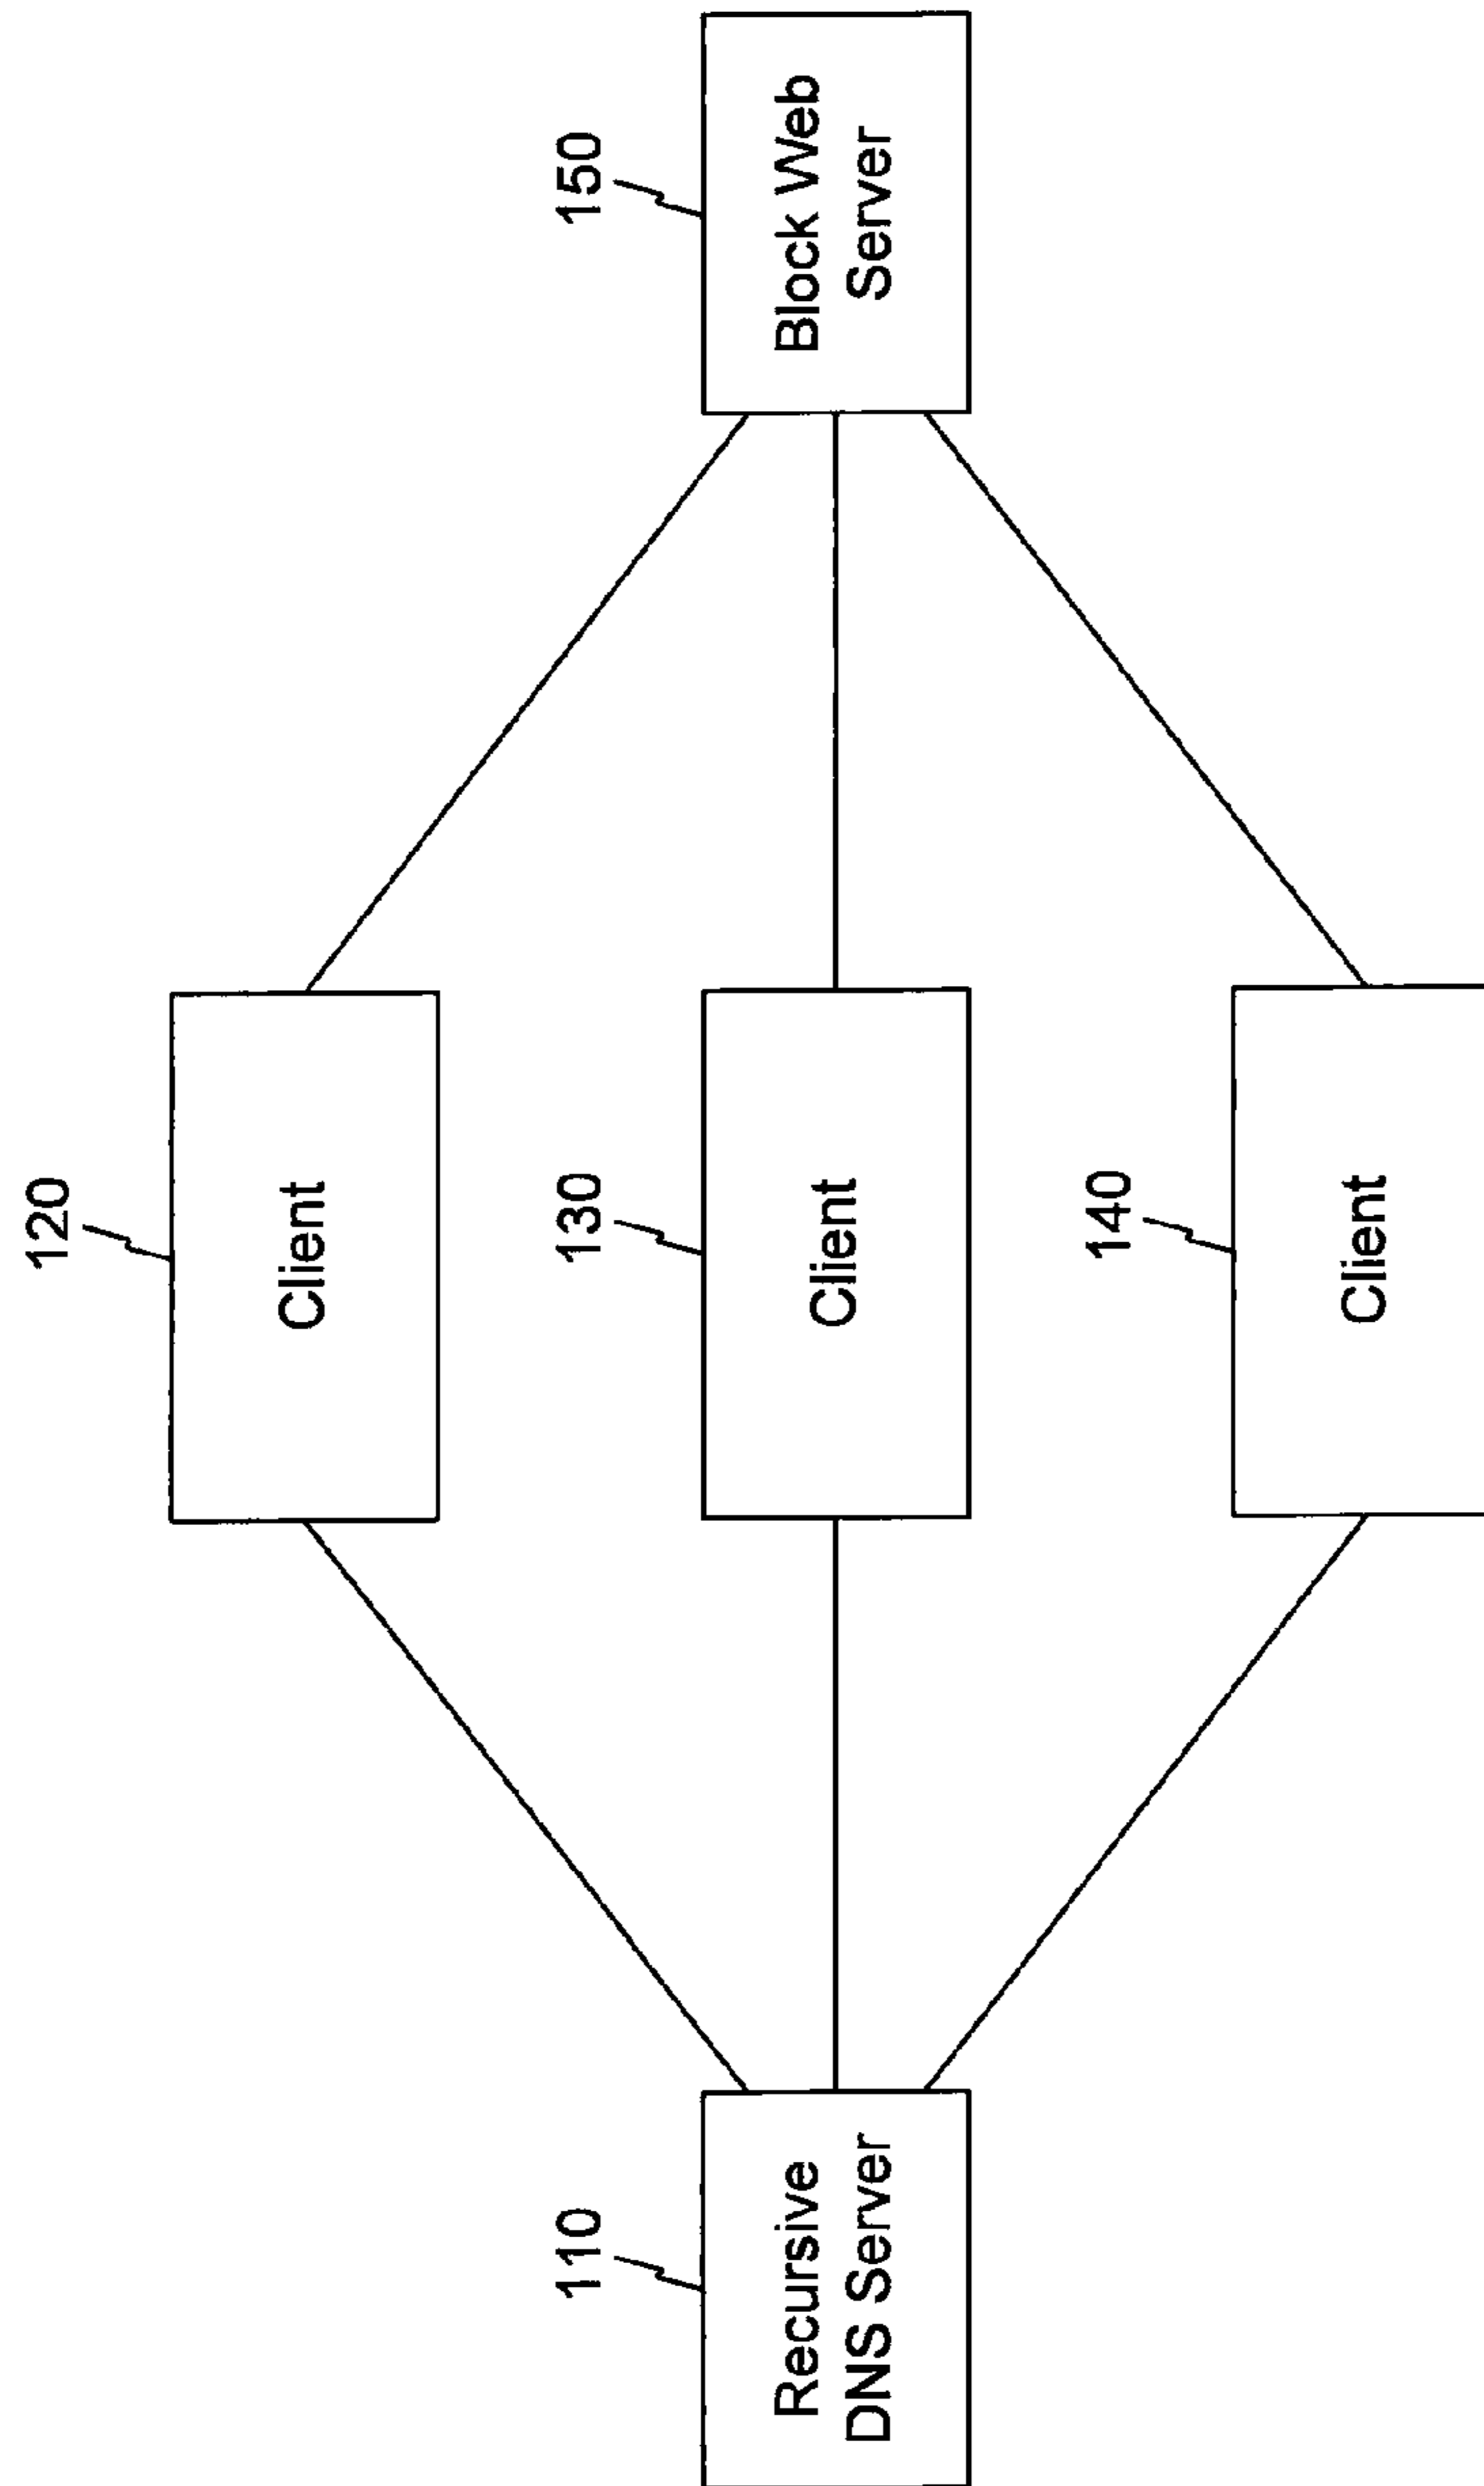 120
Client
110
Recursive
DNS Server
130
Client
150
Block Web
Server
140
Client